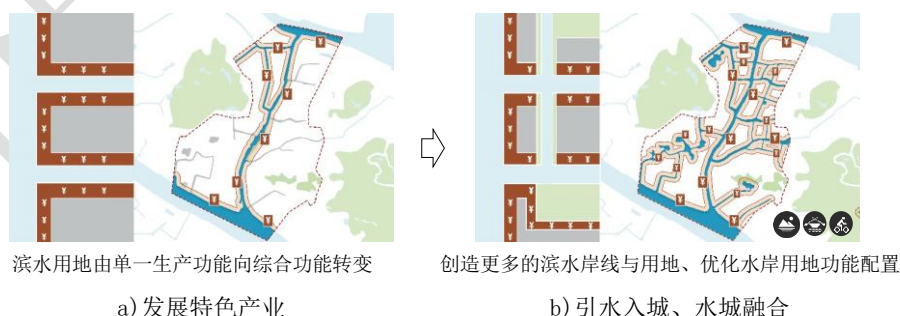 滨水用地由单一生产功能向综合功能转变
创造更多的滨水岸线与用地、优化水岸用地功能配置
a)发展特色产业
b)引水入城、水城融合